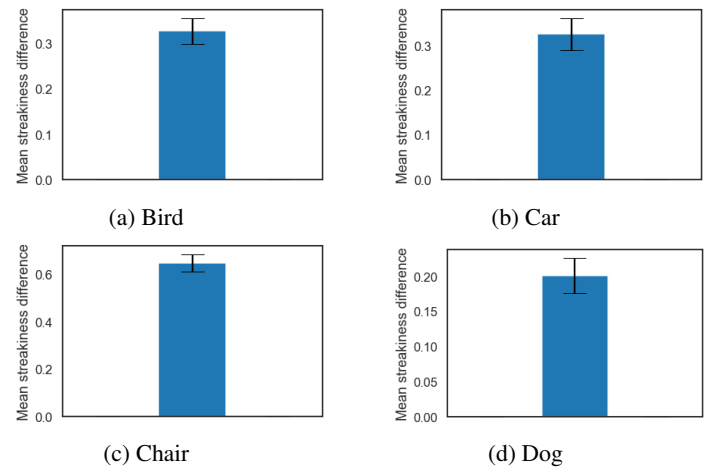 Mean streakiness difference
0.3
0.2
0.1
0.0
(a) Bird
Mean streakiness difference
0.3
0.2
0.1
0.0
(b) Car
Mean streakiness difference
0.6
0.4
0.2
0.0
(c) Chair
Mean streakiness difference
0.20
0.15
0.10
0.05
0.00
(d) Dog